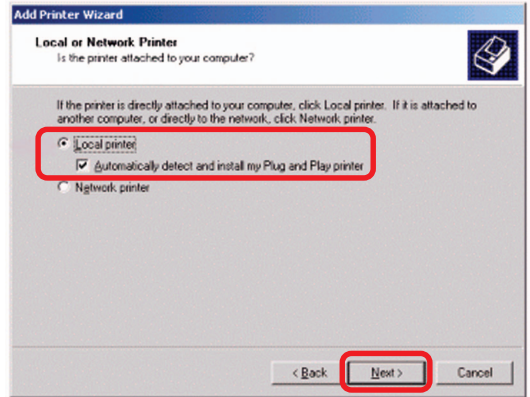 Add Printer Wizard
Local or Network Printer
Is the printer attached to your computer?
If the printer is directly attached to your computer, click Local printer. If it is attached to
another computer, or directly to the network, click Network printer.
Local printer
Automatically detect and install my Plug and Play printer
Network printer
< Back
Next >
Cancel